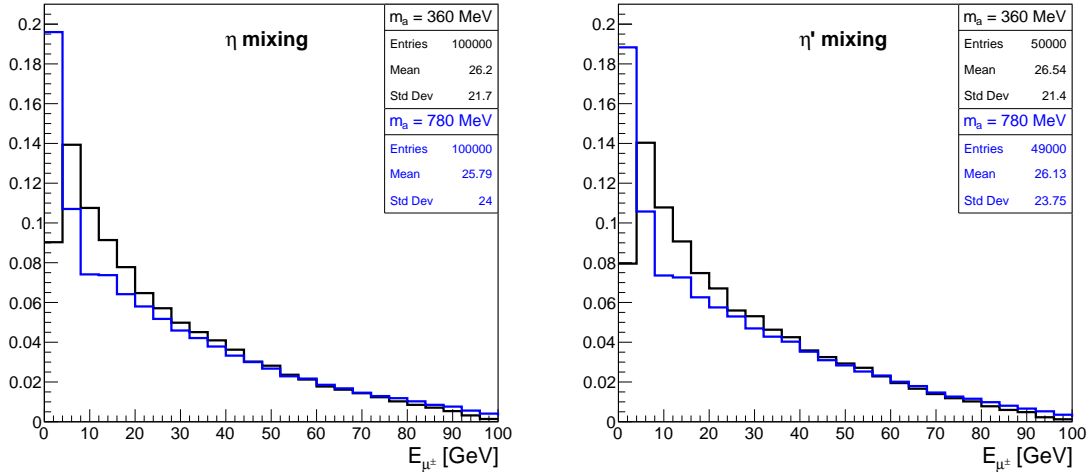 η mixing
m_a = 360 MeV
Entries 100000
Mean 26.2
Std Dev 21.7
m_a = 780 MeV
Entries 100000
Mean 25.79
Std Dev 24
0.2
0.18
0.16
0.14
0.12
0.1
0.08
0.06
0.04
0.02
0
0 10 20 30 40 50 60 70 80 90 100
E_μ± [GeV]
η' mixing
m_a = 360 MeV
Entries 50000
Mean 26.54
Std Dev 21.4
m_a = 780 MeV
Entries 49000
Mean 26.13
Std Dev 23.75
0.2
0.18
0.16
0.14
0.12
0.1
0.08
0.06
0.04
0.02
0
0 10 20 30 40 50 60 70 80 90 100
E_μ± [GeV]